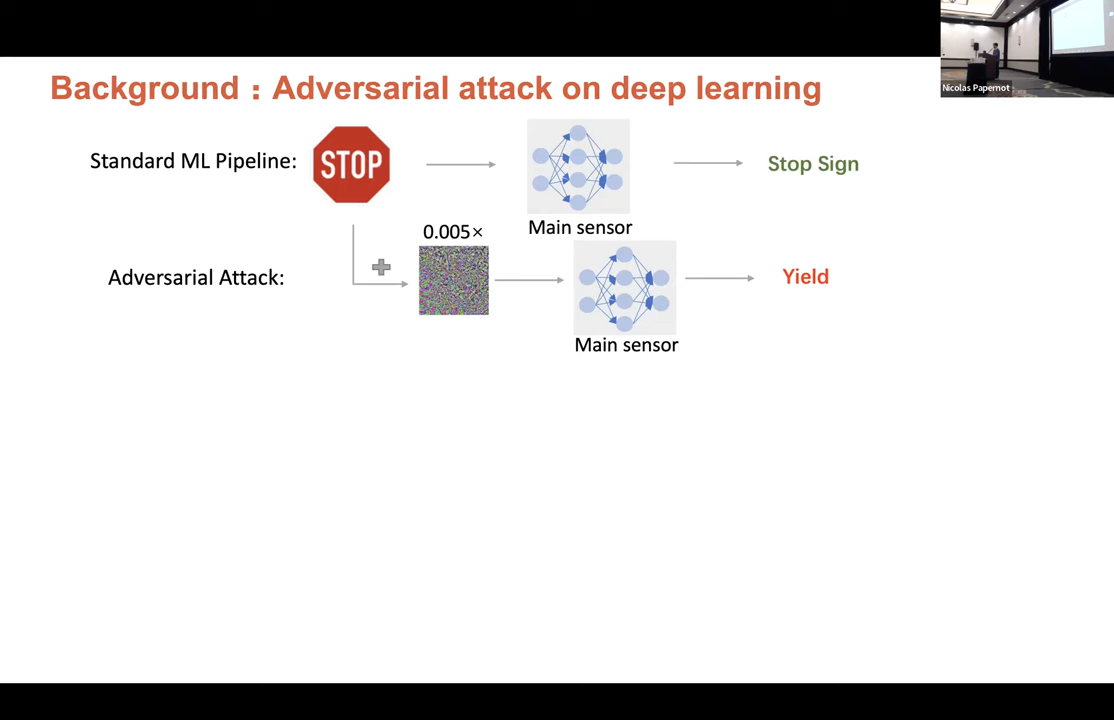 Nicolas Papernot
Background : Adversarial attack on deep learning
Standard ML Pipeline:
STOP
Main sensor
Stop Sign
Adversarial Attack:
0.005×
Main sensor
Yield